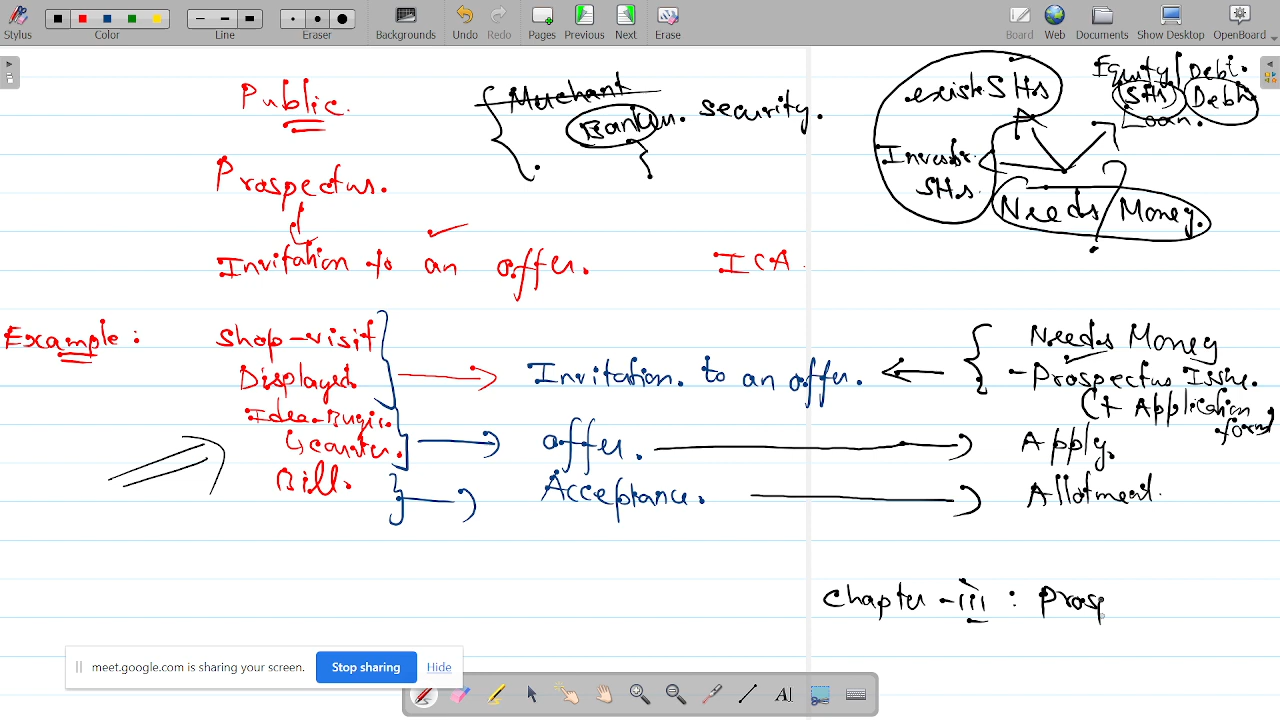 Stylus
Color
Line
Eraser
Backgrounds
Undo
Redo
Pages
Previous
Next
Erase
Board
Web
Documents
Show Desktop
OpenBoard
Public.
Merchant
Banker. security.
Prospectus.
Invitation to an offer. ICA.
Equity/Debt.
exist SHs
SHs Debt
Loan.
SHs.
Needs Money.
?
Example:
Shop-visit
Displayed.
counter.
Bill.
Invitation. to an offer.
offer.
Acceptance.
Needs Money
- Prospectus Issue.
(+ Application
form)
Apply.
Allotment.
Chapter - iii : Prosp
meet.google.com is sharing your screen.
Stop sharing
Hide